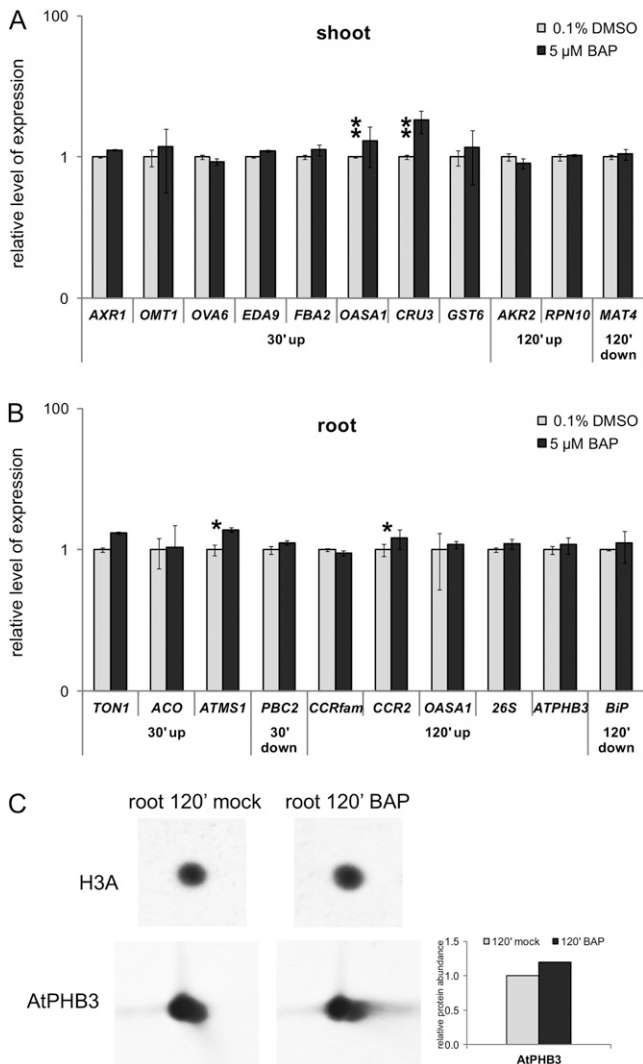 A
shoot
0.1% DMSO
5 µM BAP
relative level of expression
100
1
0
AXR1 OMT1 OVA6 EDA9 FBA2 OASA1 CRU3 GST6 AKR2 RPN10 MAT4
** **
30' up 120' up 120' down
B
root
0.1% DMSO
5 µM BAP
relative level of expression
100
1
0
* *
TON1 ACO ATMS1 PBC2 CCRfam CCR2 OASA1 26S ATPHB3 BiP
30' up 30' down 120' up 120' down
C
root 120' mock root 120' BAP
H3A
AtPHB3
120' mock 120' BAP
relative protein abundance
1.5
1.0
0.5
0.0
AtPHB3